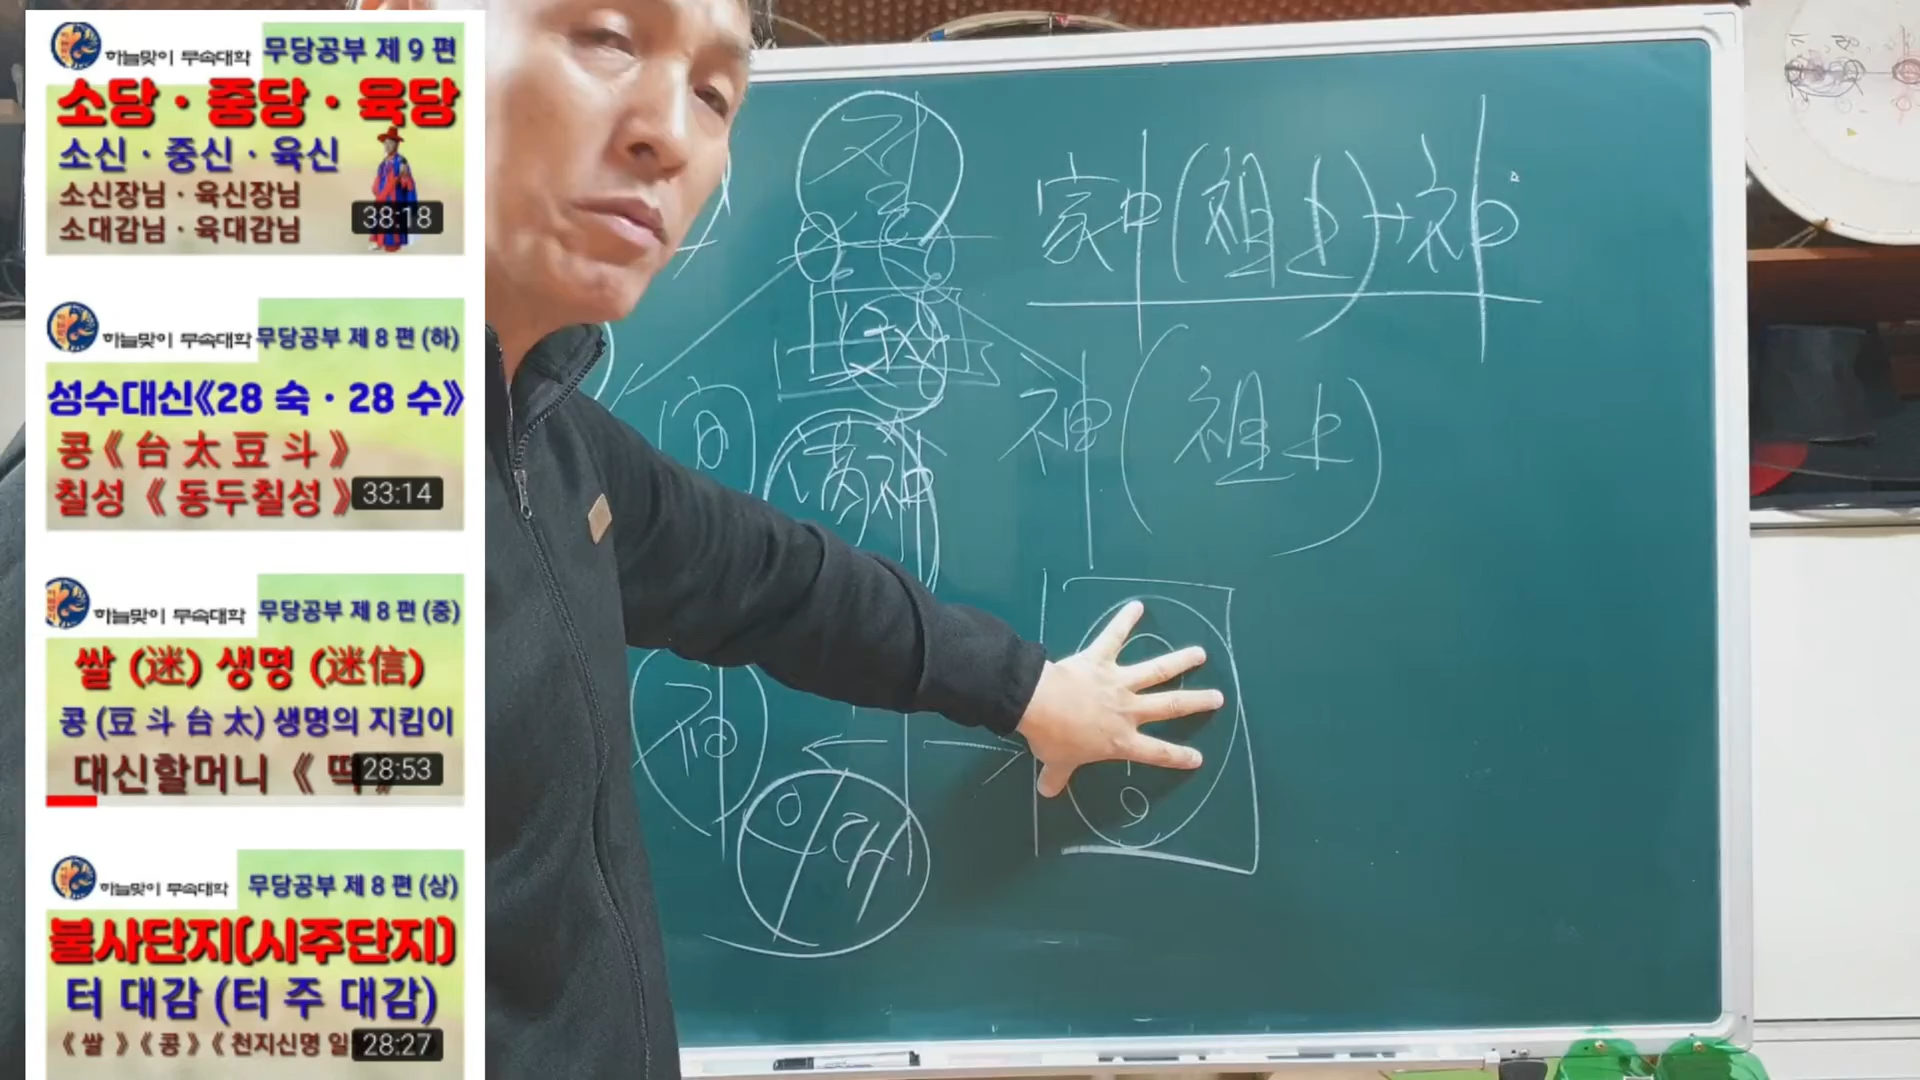 하늘맞이 무속대학 무당공부 제 9 편
소당 · 중당 · 육당
소신 · 중신 · 육신
소신장님 · 육신장님
소대감님 · 육대감님
38:18
하늘맞이 무속대학 무당공부 제 8 편 (하)
성수대신《28 숙 · 28 수》
콩《 台 太 豆 斗 》
칠성 《 동두칠성 》
33:14
하늘맞이 무속대학 무당공부 제 8 편 (중)
쌀 (迷) 생명 (迷信)
콩 (豆 斗 台 太) 생명의 지킴이
대신할머니 《 떡 》
28:53
하늘맞이 무속대학 무당공부 제 8 편 (상)
불사단지(시주단지)
터 대감 (터 주 대감)
《 쌀 》《 콩 》《 천지신명 일
28:27
家中(祖上)→神
神(祖上)
神